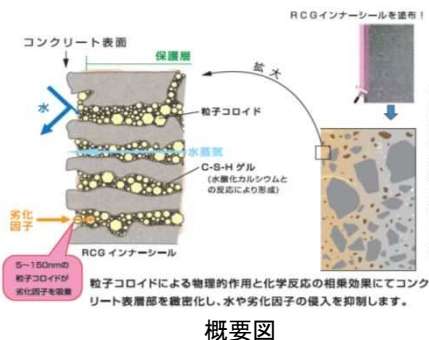 RCGインナーシールを塗布！
コンクリート表面
保護層
拡大
水
粒子コロイド
水蒸気
C-S-H ゲル
(水酸化カルシウムと
の反応により形成)
劣化
因子
RCG インナーシール
5～150nmの
粒子コロイドが
劣化因子を吸着
粒子コロイドによる物理的作用と化学反応の相乗効果にてコンク
リート表層部を緻密化し、水や劣化因子の侵入を抑制します。
概要図